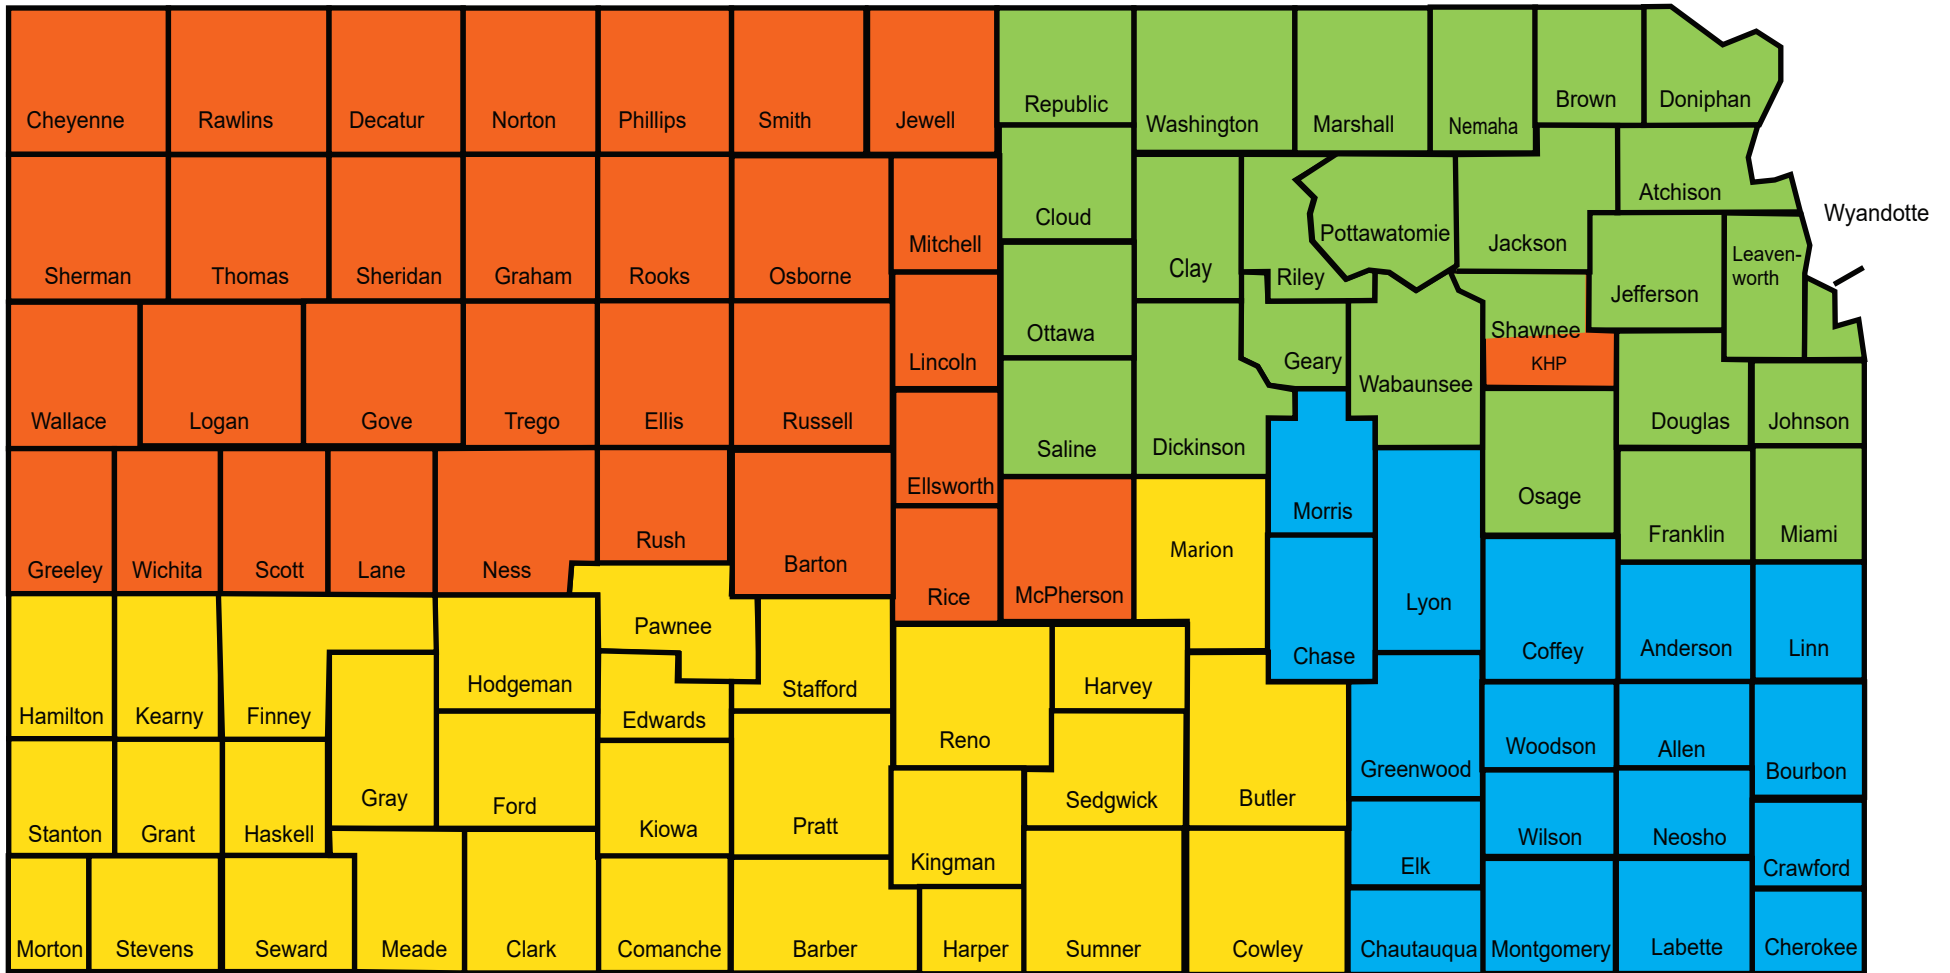 Cheyenne
Rawlins
Decatur
Norton
Phillips
Smith
Jewell
Republic
Washington
Marshall
Nemaha
Brown
Doniphan
Sherman
Thomas
Sheridan
Graham
Rooks
Osborne
Mitchell
Cloud
Clay
Riley
Pottawatomie
Jackson
Atchison
Wyandotte
Jefferson
Leaven-
worth
Wallace
Logan
Gove
Trego
Ellis
Russell
Lincoln
Ottawa
Geary
Wabaunsee
Shawnee
KHP
Douglas
Johnson
Ellsworth
Saline
Dickinson
Morris
Osage
Franklin
Miami
Greeley
Wichita
Scott
Lane
Ness
Rush
Barton
Rice
McPherson
Marion
Chase
Lyon
Coffey
Anderson
Linn
Hamilton
Kearny
Finney
Hodgeman
Pawnee
Edwards
Stafford
Reno
Harvey
Gray
Ford
Stanton
Grant
Haskell
Kiowa
Pratt
Kingman
Sedgwick
Butler
Greenwood
Woodson
Allen
Bourbon
Elk
Wilson
Neosho
Crawford
Morton
Stevens
Seward
Meade
Clark
Comanche
Barber
Harper
Sumner
Cowley
Chautauqua
Montgomery
Labette
Cherokee